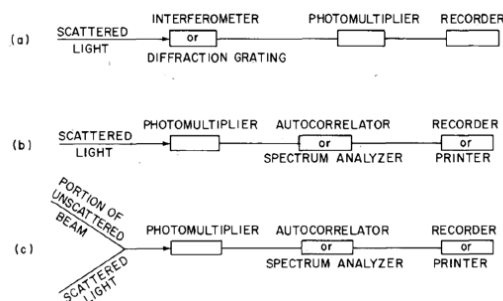 (a)
SCATTERED
LIGHT
INTERFEROMETER
or
DIFFRACTION GRATING
PHOTOMULTIPLIER
RECORDER
(b)
SCATTERED
LIGHT
PHOTOMULTIPLIER
AUTOCORRELATOR
or
SPECTRUM ANALYZER
RECORDER
or
PRINTER
(c)
PORTION OF
UNSCATTERED
BEAM
SCATTERED
LIGHT
PHOTOMULTIPLIER
AUTOCORRELATOR
or
SPECTRUM ANALYZER
RECORDER
or
PRINTER